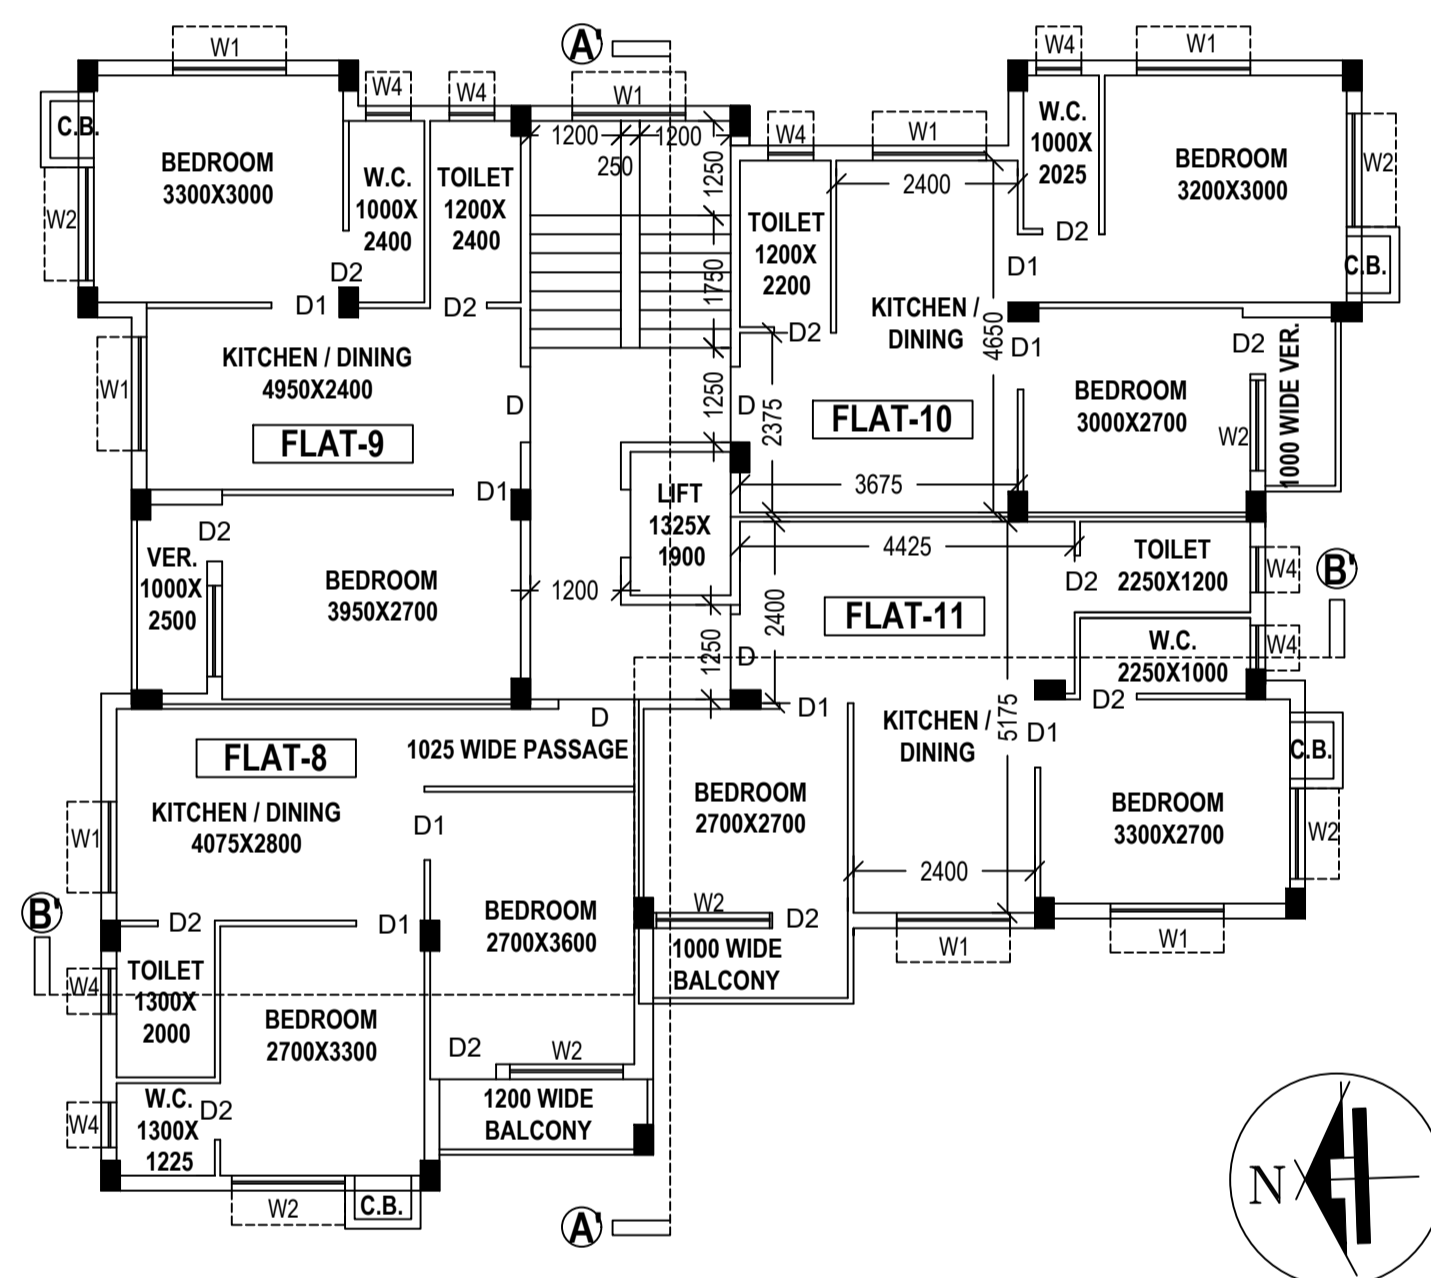 A'
W1
W4
W4
W1
W4
W1
W4
W1
C.B.
BEDROOM
3300X3000
W.C.
1000X
2400
TOILET
1200X
2400
1200
1200
250
1250
W2
D2
D1
D2
TOILET
1200X
2200
2400
W.C.
1000X
2025
BEDROOM
3200X3000
W2
D2
D1
C.B.
1750
KITCHEN /
DINING
4650
D2
D1
D2
KITCHEN / DINING
4950X2400
W1
D
FLAT-9
1250
D
2375
FLAT-10
BEDROOM
3000X2700
W2
1000 WIDE VER.
D1
LIFT
1325X
1900
3675
D2
VER.
1000X
2500
BEDROOM
3950X2700
1200
4425
TOILET
2250X1200
W4
B'
D2
2400
FLAT-11
1250
D
W.C.
2250X1000
W4
D2
D
D1
KITCHEN /
DINING
5175
D1
C.B.
FLAT-8
1025 WIDE PASSAGE
KITCHEN / DINING
4075X2800
W1
D1
BEDROOM
2700X2700
BEDROOM
3300X2700
W2
2400
B'
D2
D1
BEDROOM
2700X3600
W2
D2
W1
W1
1000 WIDE
BALCONY
TOILET
1300X
2000
W4
BEDROOM
2700X3300
D2
W2
W.C.
1300X
1225
D2
W4
1200 WIDE
BALCONY
W2
C.B.
A'
N